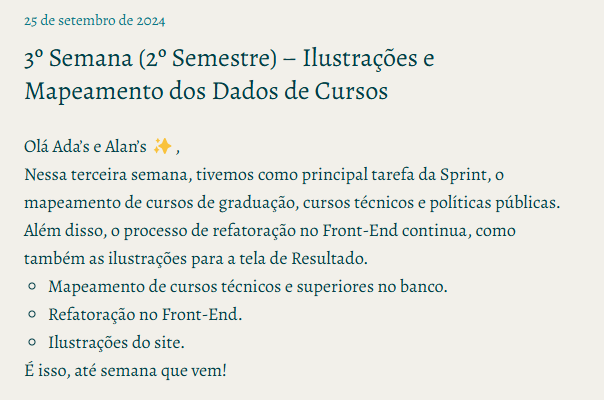 25 de setembro de 2024
3º Semana (2º Semestre) – Ilustrações e
Mapeamento dos Dados de Cursos
Olá Ada’s e Alan’s ✨ ,
Nessa terceira semana, tivemos como principal tarefa da Sprint, o
mapeamento de cursos de graduação, cursos técnicos e políticas públicas.
Além disso, o processo de refatoração no Front-End continua, como
também as ilustrações para a tela de Resultado.
Mapeamento de cursos técnicos e superiores no banco.
Refatoração no Front-End.
Ilustrações do site.
É isso, até semana que vem!